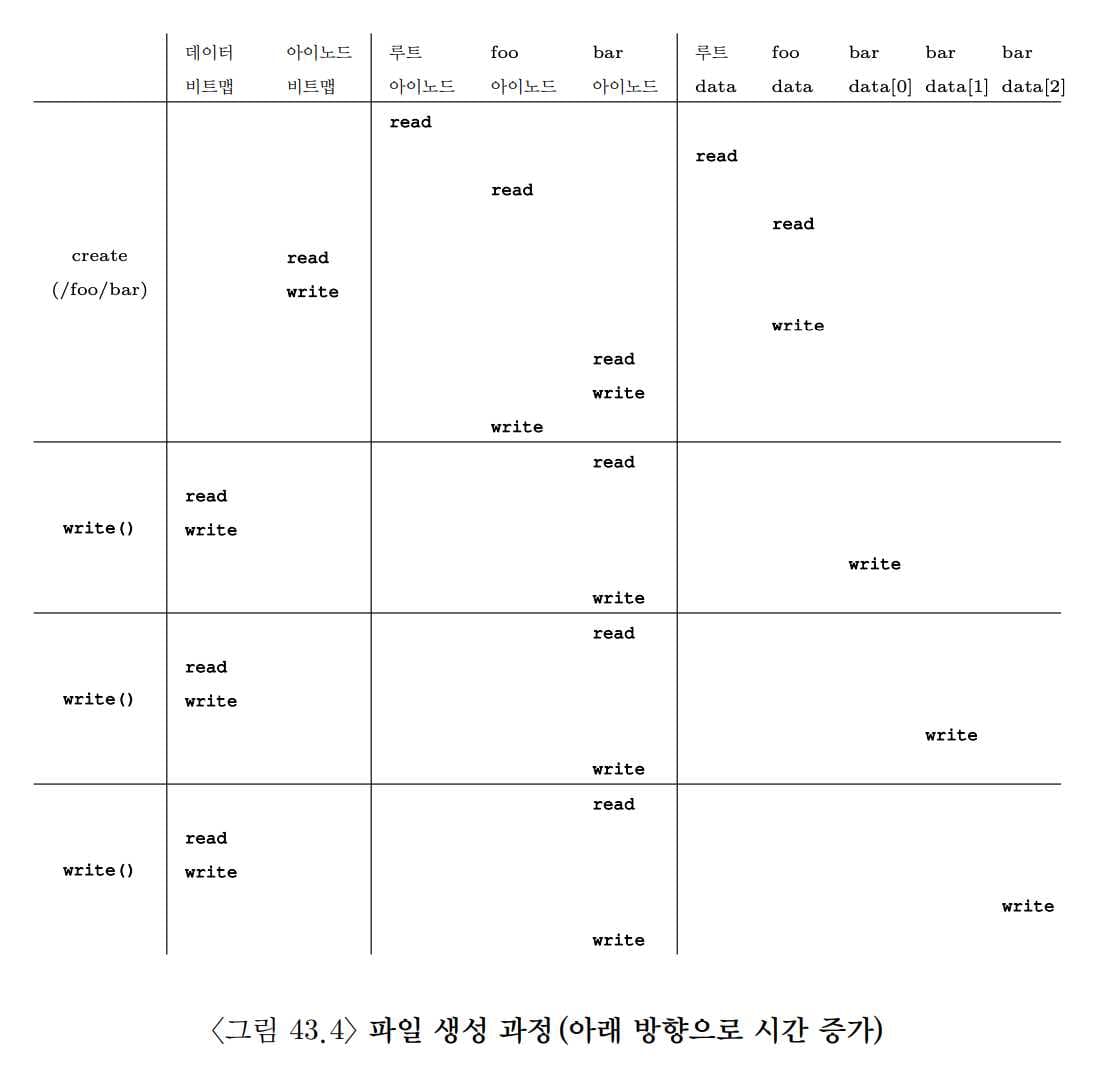 데이터 아이노드 루트 foo bar 루트 foo bar bar bar
비트맵 비트맵 아이노드 아이노드 아이노드 data data data[0] data[1] data[2]
read
read
read
read
create read
(/foo/bar) write
write
read
write
write
read
read
write() write
write
write
read
read
write() write
write
write
read
read
write() write
write
write
〈그림 43.4〉 파일 생성 과정(아래 방향으로 시간 증가)